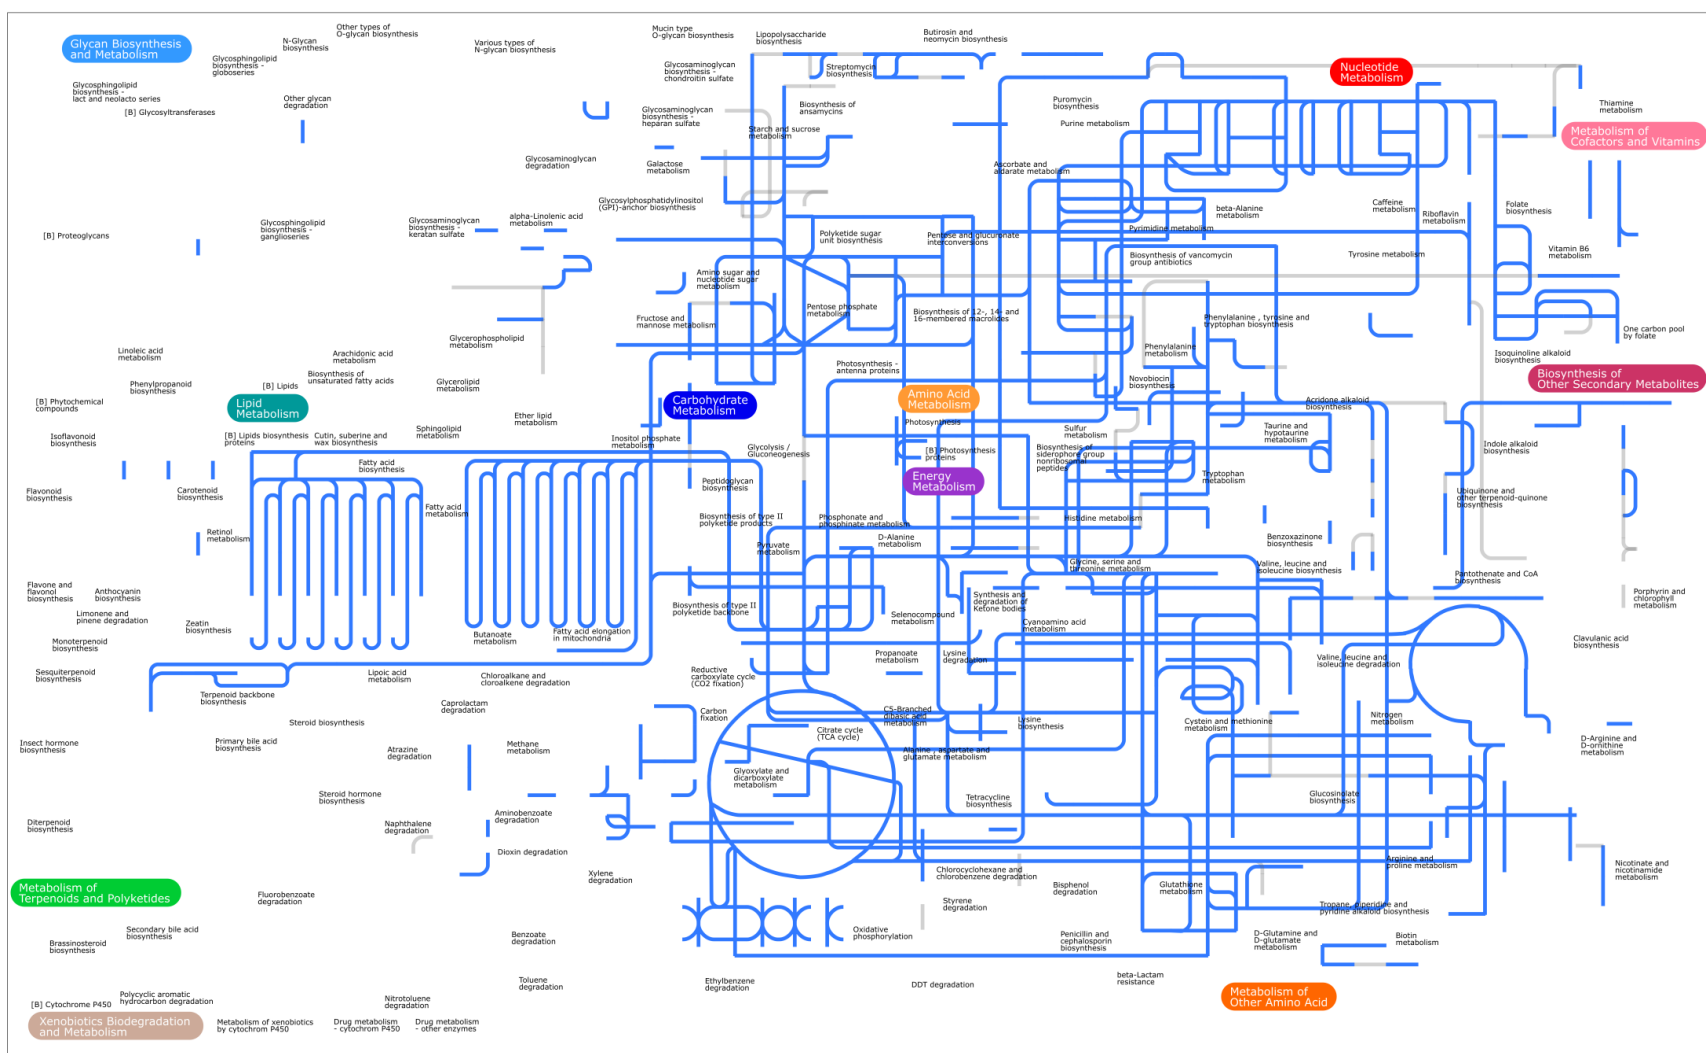 Glycan Biosynthesis
and Metabolism
N-Glycan
biosynthesis
Other types of
O-glycan biosynthesis
Various types of
N-glycan biosynthesis
Mucin type
O-glycan biosynthesis
Lipopolysaccharide
biosynthesis
Butirosin and
neomycin biosynthesis
Glycosphingolipid
biosynthesis -
globoseries
Glycosaminoglycan
biosynthesis -
chondroitin sulfate
Streptomycin
biosynthesis
Nucleotide
Metabolism
Glycosphingolipid
biosynthesis -
lact and neolacto series
[B] Glycosyltransferases
Other glycan
degradation
Glycosaminoglycan
biosynthesis -
heparan sulfate
Biosynthesis of
ansamycins
Puromycin
biosynthesis
Thiamine
metabolism
Starch and sucrose
metabolism
Purine metabolism
Metabolism of
Cofactors and Vitamins
Glycosaminoglycan
degradation
Galactose
metabolism
Ascorbate and
aldarate metabolism
Glycosylphosphatidylinositol
(GPI)-anchor biosynthesis
[B] Proteoglycans
Glycosphingolipid
biosynthesis -
ganglioseries
Glycosaminoglycan
biosynthesis -
keratan sulfate
alpha-Linolenic acid
metabolism
Polyketide sugar
unit biosynthesis
Pentose and glucuronate
interconversions
beta-Alanine
metabolism
Pyrimidine metabolism
Caffeine
metabolism
Riboflavin
metabolism
Folate
biosynthesis
Biosynthesis of vancomycin
group antibiotics
Tyrosine metabolism
Vitamin B6
metabolism
Amino sugar and
nucleotide sugar
metabolism
Pentose phosphate
metabolism
Fructose and
mannose metabolism
Biosynthesis of 12-, 14- and
16-membered macrolides
Phenylalanine , tyrosine and
tryptophan biosynthesis
One carbon pool
by folate
Linoleic acid
metabolism
Arachidonic acid
metabolism
Glycerophospholipid
metabolism
Phenylalanine
metabolism
Isoquinoline alkaloid
biosynthesis
Phenylpropanoid
biosynthesis
[B] Lipids
Biosynthesis of
unsaturated fatty acids
Glycerolipid
metabolism
Photosynthesis -
antenna proteins
Novobiocin
biosynthesis
Biosynthesis of
Other Secondary Metabolites
[B] Phytochemical
compounds
Lipid
Metabolism
Carbohydrate
Metabolism
Amino Acid
Metabolism
Acridone alkaloid
biosynthesis
Isoflavonoid
biosynthesis
[B] Lipids biosynthesis
proteins
Cutin, suberine and
wax biosynthesis
Sphingolipid
metabolism
Ether lipid
metabolism
Inositol phosphate
metabolism
Glycolysis /
Gluconeogenesis
Photosynthesis
Sulfur
metabolism
Taurine and
hypotaurine
metabolism
Indole alkaloid
biosynthesis
Fatty acid
biosynthesis
[B] Photosynthesis
proteins
Biosynthesis of
siderophore group
nonribosomal
peptides
Energy
Metabolism
Tryptophan
metabolism
Flavonoid
biosynthesis
Carotenoid
biosynthesis
Peptidoglycan
biosynthesis
Ubiquinone and
other terpenoid-quinone
biosynthesis
Fatty acid
metabolism
Biosynthesis of type II
polyketide products
Phosphonate and
phosphinate metabolism
Histidine metabolism
Retinol
metabolism
Pyruvate
metabolism
D-Alanine
metabolism
Benzoxazinone
biosynthesis
Glycine, serine and
threonine metabolism
Valine, leucine and
isoleucine biosynthesis
Pantothenate and CoA
biosynthesis
Flavone and
flavonol
biosynthesis
Anthocyanin
biosynthesis
Limonene and
pinene degradation
Biosynthesis of type II
polyketide backbone
Selenocompound
metabolism
Synthesis and
degradation of
Ketone bodies
Cyanoamino acid
metabolism
Porphyrin and
chlorophyll
metabolism
Zeatin
biosynthesis
Monoterpenoid
biosynthesis
Butanoate
metabolism
Fatty acid elongation
in mitochondria
Clavulanic acid
biosynthesis
Sesquiterpenoid
biosynthesis
Lipoic acid
metabolism
Chloroalkane and
cloroalkene degradation
Reductive
carboxylate cycle
(CO2 fixation)
Propanoate
metabolism
Lysine
degradation
Valine, leucine and
isoleucine degradation
Terpenoid backbone
biosynthesis
Caprolactam
degradation
Carbon
fixation
C5-Branched
dibasic acid
metabolism
Lysine
biosynthesis
Cystein and methionine
metabolism
Nitrogen
metabolism
Steroid biosynthesis
Citrate cycle
(TCA cycle)
Insect hormone
biosynthesis
Primary bile acid
biosynthesis
Atrazine
degradation
Methane
metabolism
Alanine , aspartate and
glutamate metabolism
D-Arginine and
D-ornithine
metabolism
Glyoxylate and
dicarboxylate
metabolism
Steroid hormone
biosynthesis
Tetracycline
biosynthesis
Glucosinolate
biosynthesis
Diterpenoid
biosynthesis
Naphthalene
degradation
Aminobenzoate
degradation
Dioxin degradation
Xylene
degradation
Chlorocyclohexane and
chlorobenzene degradation
Bisphenol
degradation
Glutathione
metabolism
Arginine and
proline metabolism
Nicotinate and
nicotinamide
metabolism
Metabolism of
Terpenoids and Polyketides
Fluorobenzoate
degradation
Styrene
degradation
Tropane, piperidine and
pyridine alkaloid biosynthesis
Brassinosteroid
biosynthesis
Secondary bile acid
biosynthesis
Benzoate
degradation
Oxidative
phosphorylation
Penicillin and
cephalosporin
biosynthesis
D-Glutamine and
D-glutamate
metabolism
Biotin
metabolism
Toluene
degradation
Ethylbenzene
degradation
DDT degradation
beta-Lactam
resistance
Metabolism of
Other Amino Acid
[B] Cytochrome P450
Polycyclic aromatic
hydrocarbon degradation
Nitrotoluene
degradation
Xenobiotics Biodegradation
and Metabolism
Metabolism of xenobiotics
by cytochrom P450
Drug metabolism
- cytochrom P450
Drug metabolism
- other enzymes